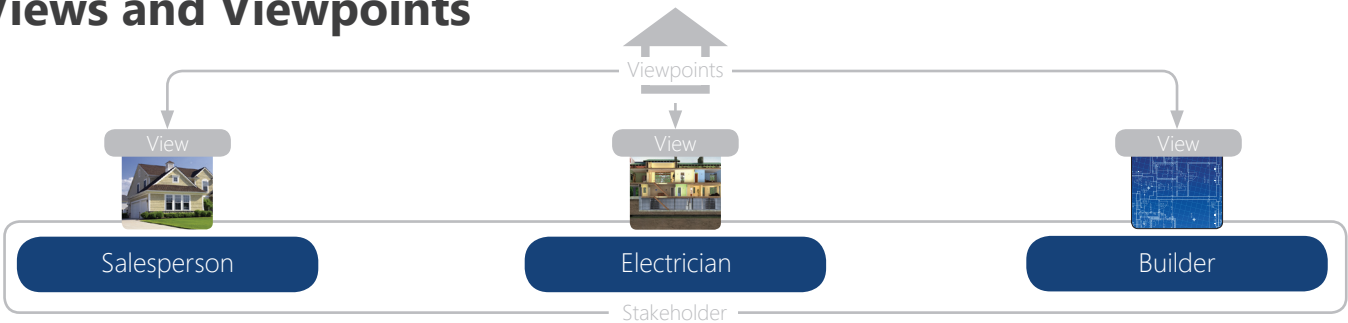 Views and Viewpoints
Viewpoints
View
View
View
Salesperson
Electrician
Builder
Stakeholder